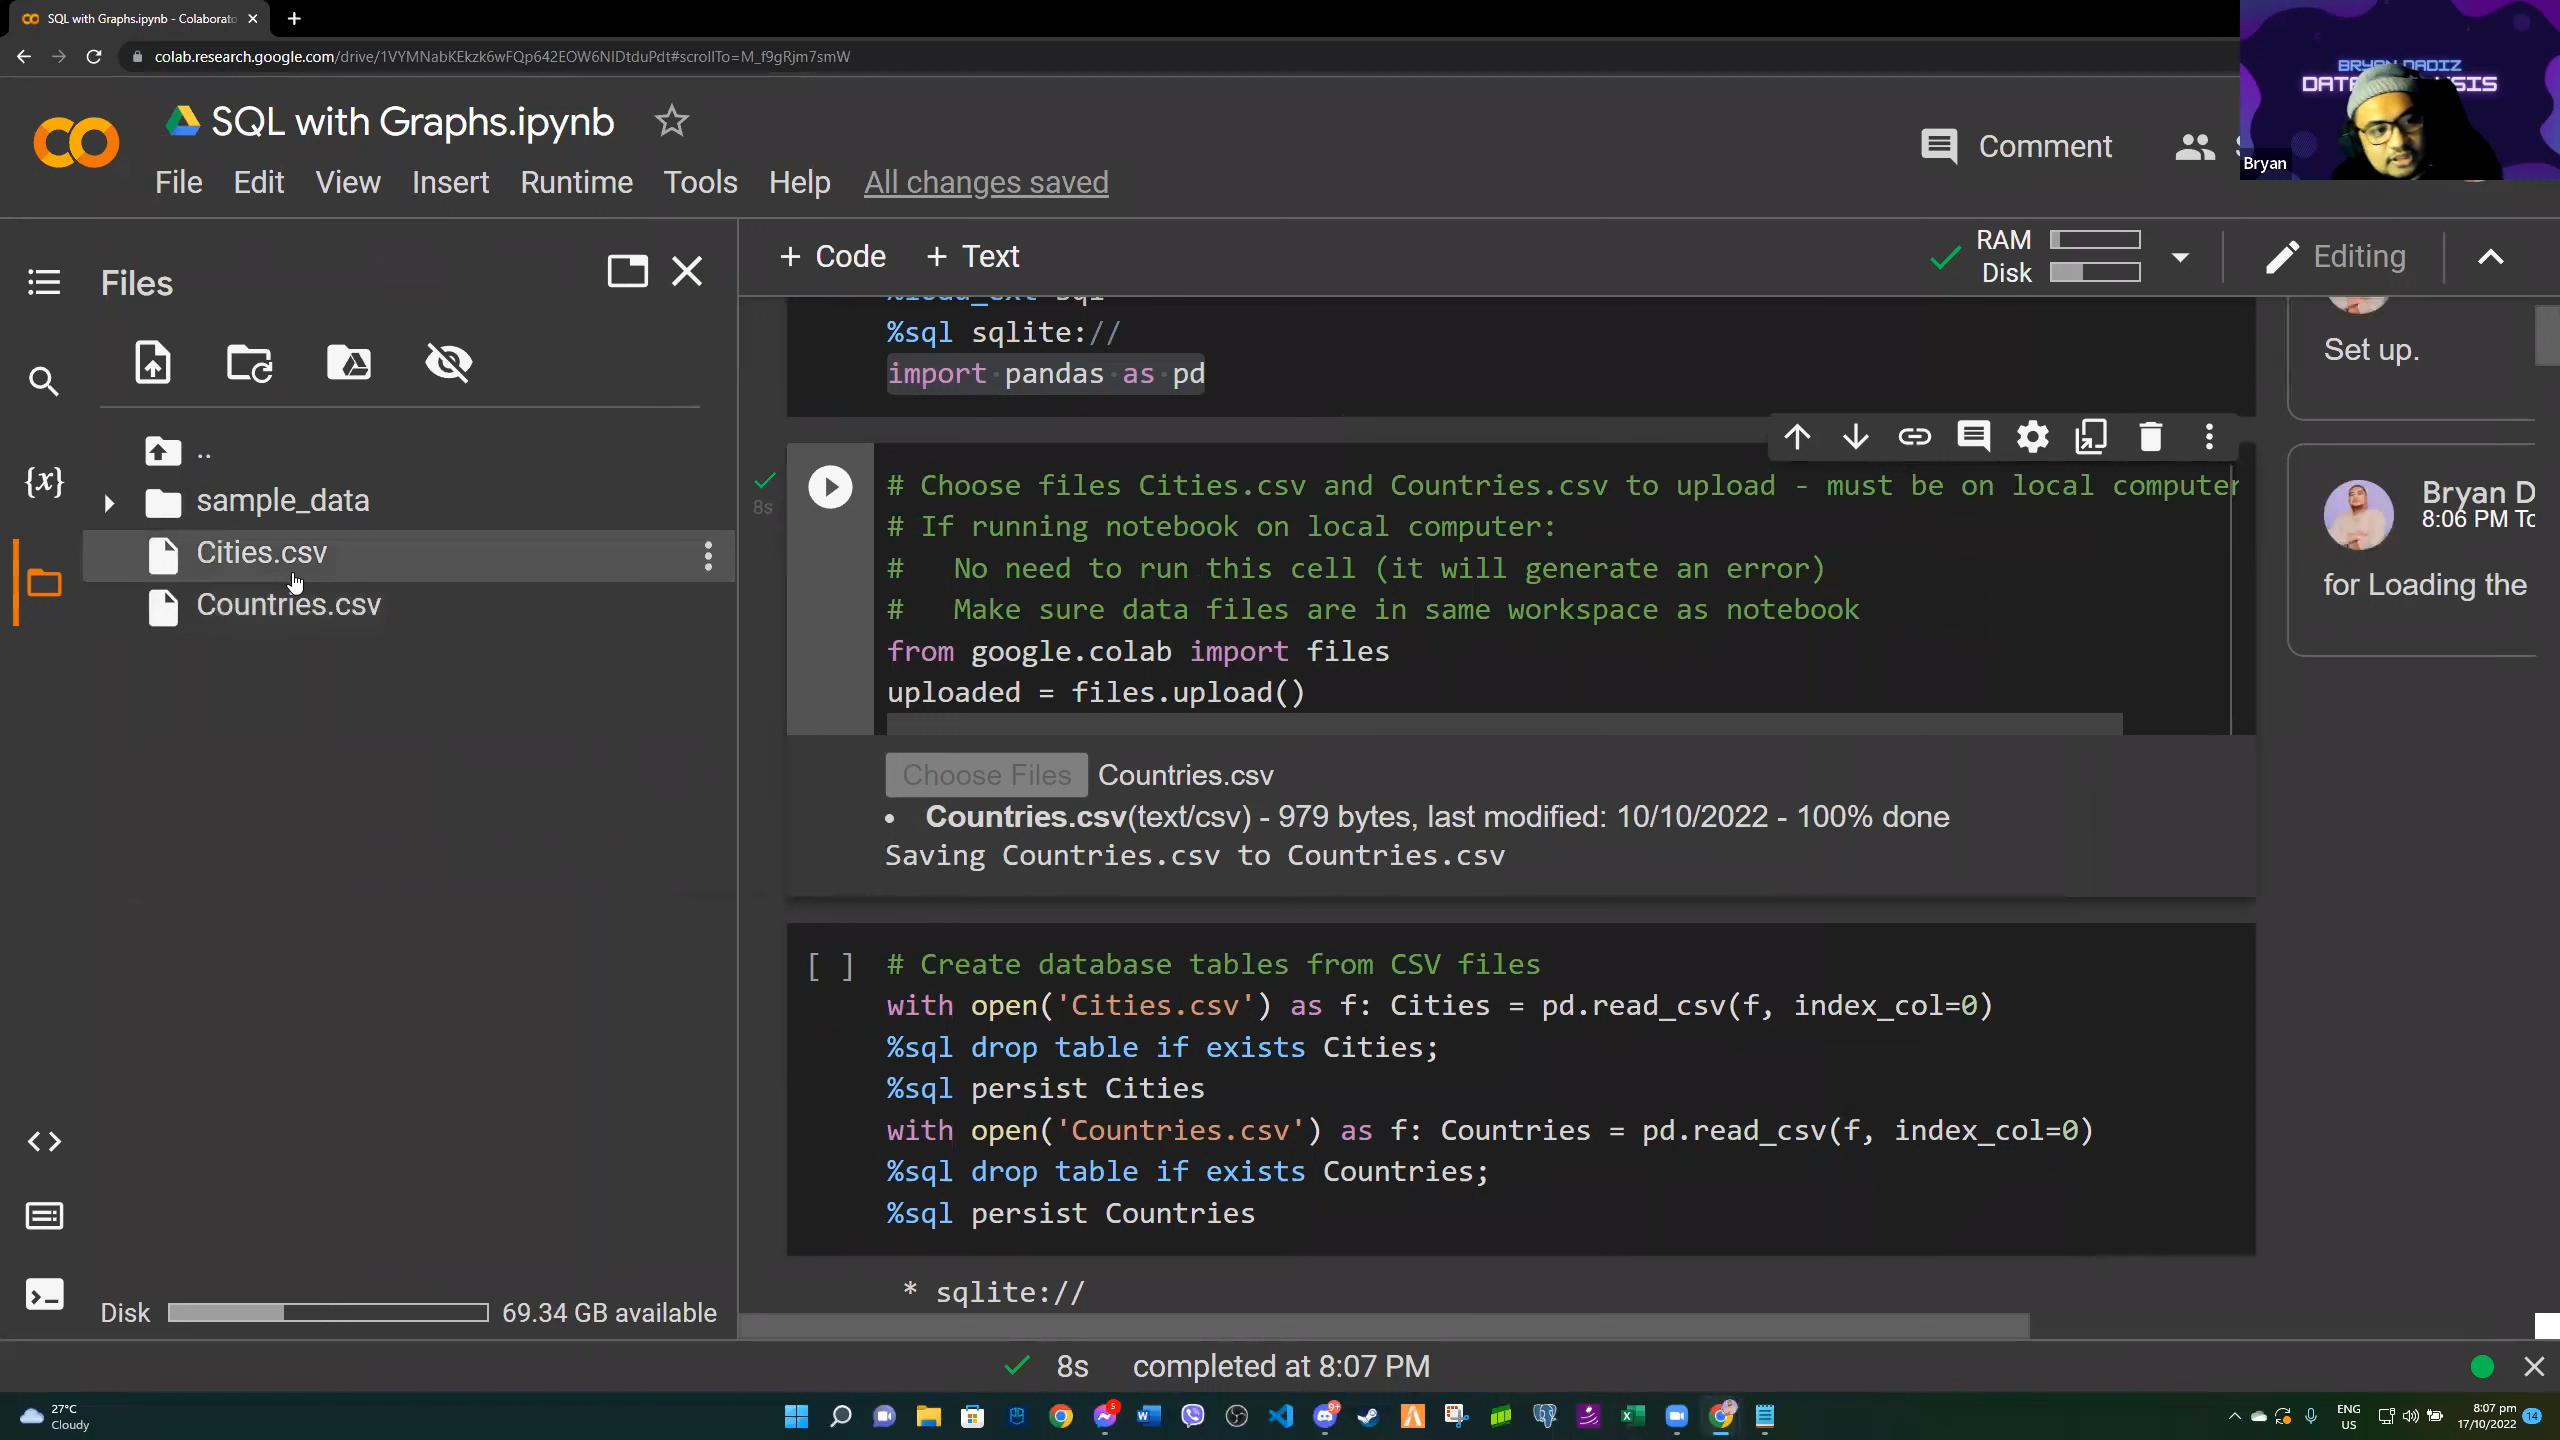 SQL with Graphs.ipynb - Colaborato
colab.research.google.com/drive/1VYMNabKEkzk6wFQp642EOW6NIDtduPdt#scrollTo=M_f9gRjm7smW
SQL with Graphs.ipynb
File Edit View Insert Runtime Tools Help All changes saved
Comment
BRYAN DADIZ
Bryan
Files
+ Code + Text
RAM
Disk
Editing
..
sample_data
Cities.csv
Countries.csv
{x}
Disk 69.34 GB available
%load_ext sql
%sql sqlite://
import pandas as pd
8s
# Choose files Cities.csv and Countries.csv to upload - must be on local computer
# If running notebook on local computer:
#   No need to run this cell (it will generate an error)
#   Make sure data files are in same workspace as notebook
from google.colab import files
uploaded = files.upload()
Choose Files Countries.csv
• Countries.csv(text/csv) - 979 bytes, last modified: 10/10/2022 - 100% done
Saving Countries.csv to Countries.csv
[ ] # Create database tables from CSV files
with open('Cities.csv') as f: Cities = pd.read_csv(f, index_col=0)
%sql drop table if exists Cities;
%sql persist Cities
with open('Countries.csv') as f: Countries = pd.read_csv(f, index_col=0)
%sql drop table if exists Countries;
%sql persist Countries
* sqlite://
Set up.
Bryan D
8:06 PM To
for Loading the
8s completed at 8:07 PM
27°C
Cloudy
5
9+
ENG
US
8:07 pm
17/10/2022
14